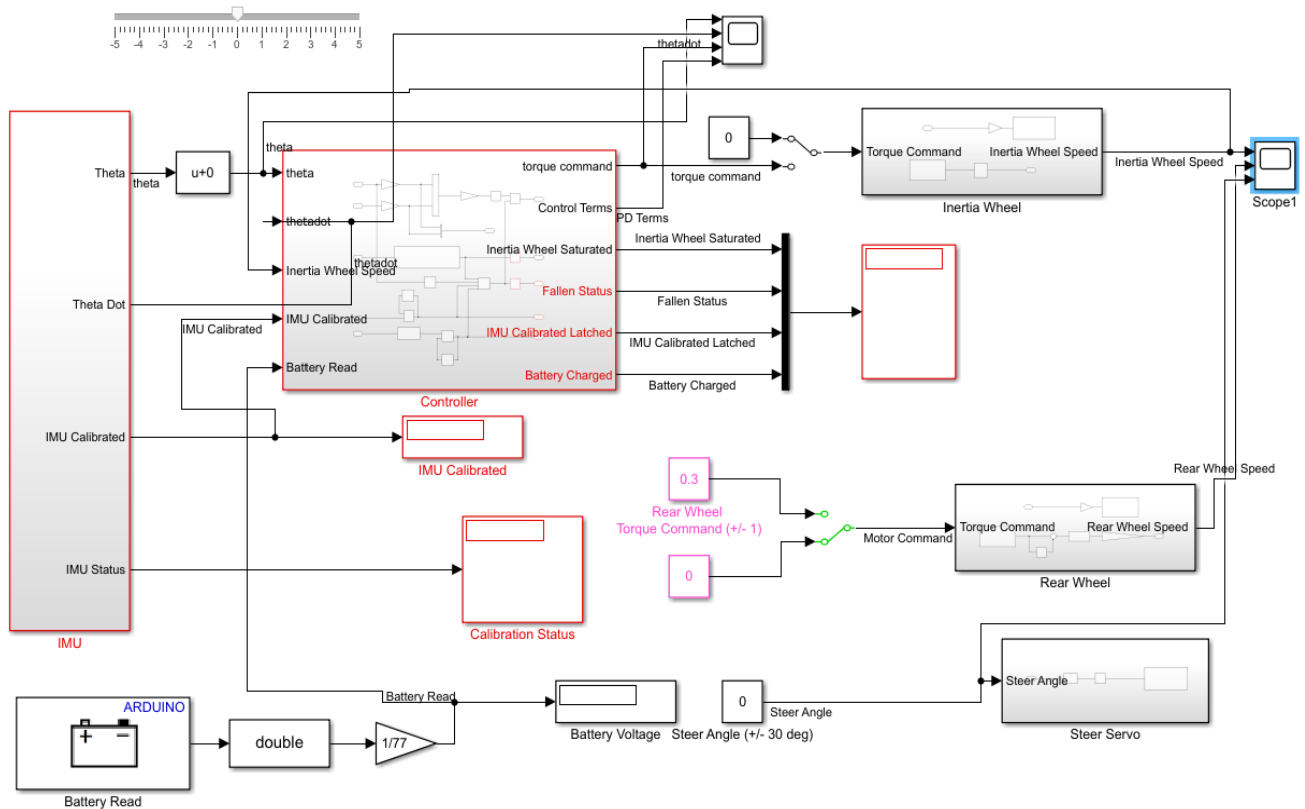 -5 -4 -3 -2 -1 0 1 2 3 4 5
thetadot
theta
Theta
theta
u+0
theta
thetadot
thetadot
Inertia Wheel Speed
IMU Calibrated
Battery Read
torque command
Control Terms
Inertia Wheel Saturated
Fallen Status
IMU Calibrated Latched
Battery Charged
Controller
torque command
PD Terms
Inertia Wheel Saturated
Fallen Status
IMU Calibrated Latched
Battery Charged
0
Torque Command
Inertia Wheel Speed
Inertia Wheel
Inertia Wheel Speed
Scope1
Theta Dot
IMU Calibrated
IMU Calibrated
IMU Calibrated
IMU Status
IMU
Calibration Status
0.3
Rear Wheel
Torque Command (+/- 1)
0
Motor Command
Torque Command
Rear Wheel Speed
Rear Wheel
Rear Wheel Speed
ARDUINO
Battery Read
double
1/77
Battery Read
Battery Voltage
0
Steer Angle (+/- 30 deg)
Steer Angle
Steer Angle
Steer Servo